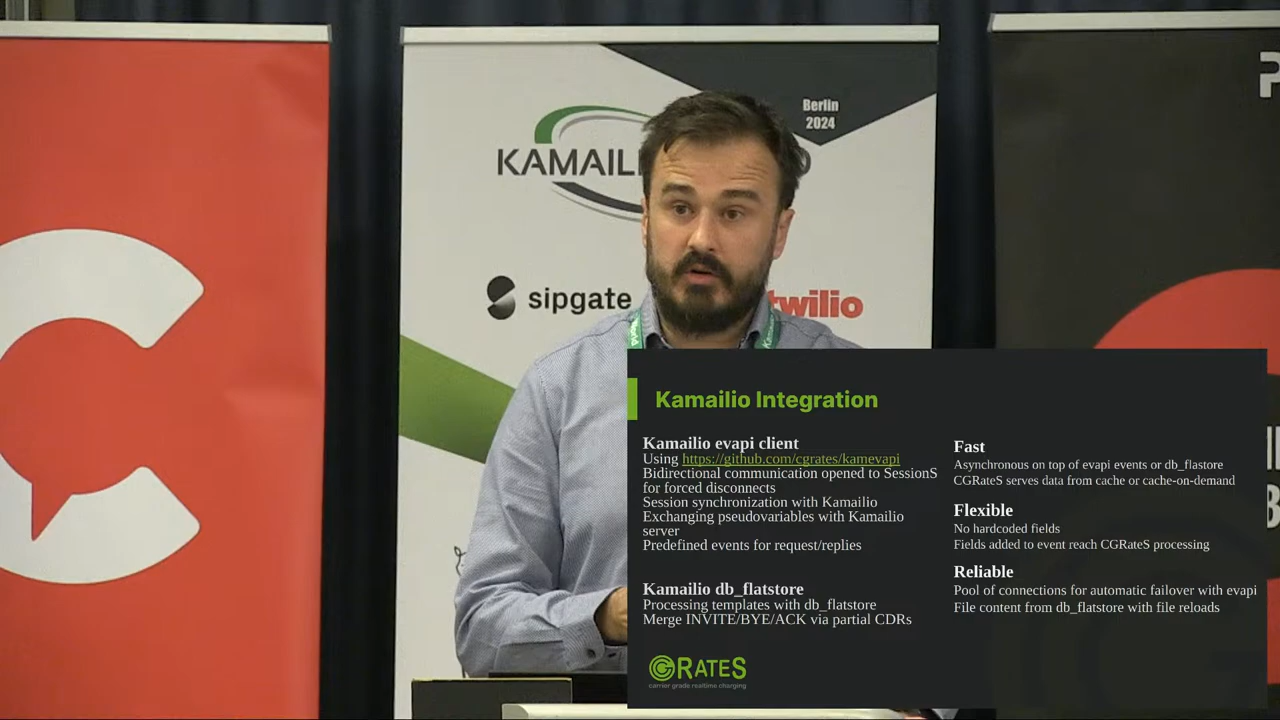 Berlin
2024
KAMAIL
sipgate
twilio
Kamailio Integration
Kamailio evapi client
Using https://github.com/cgrates/kamevapi
Bidirectional communication opened to SessionS
for forced disconnects
Session synchronization with Kamailio
Exchanging pseudovariables with Kamailio
server
Predefined events for request/replies
Kamailio db_flatstore
Processing templates with db_flatstore
Merge INVITE/BYE/ACK via partial CDRs
Fast
Asynchronous on top of evapi events or db_flastore
CGRateS serves data from cache or cache-on-demand
Flexible
No hardcoded fields
Fields added to event reach CGRateS processing
Reliable
Pool of connections for automatic failover with evapi
File content from db_flatstore with file reloads
CGRATES
carrier grade realtime charging